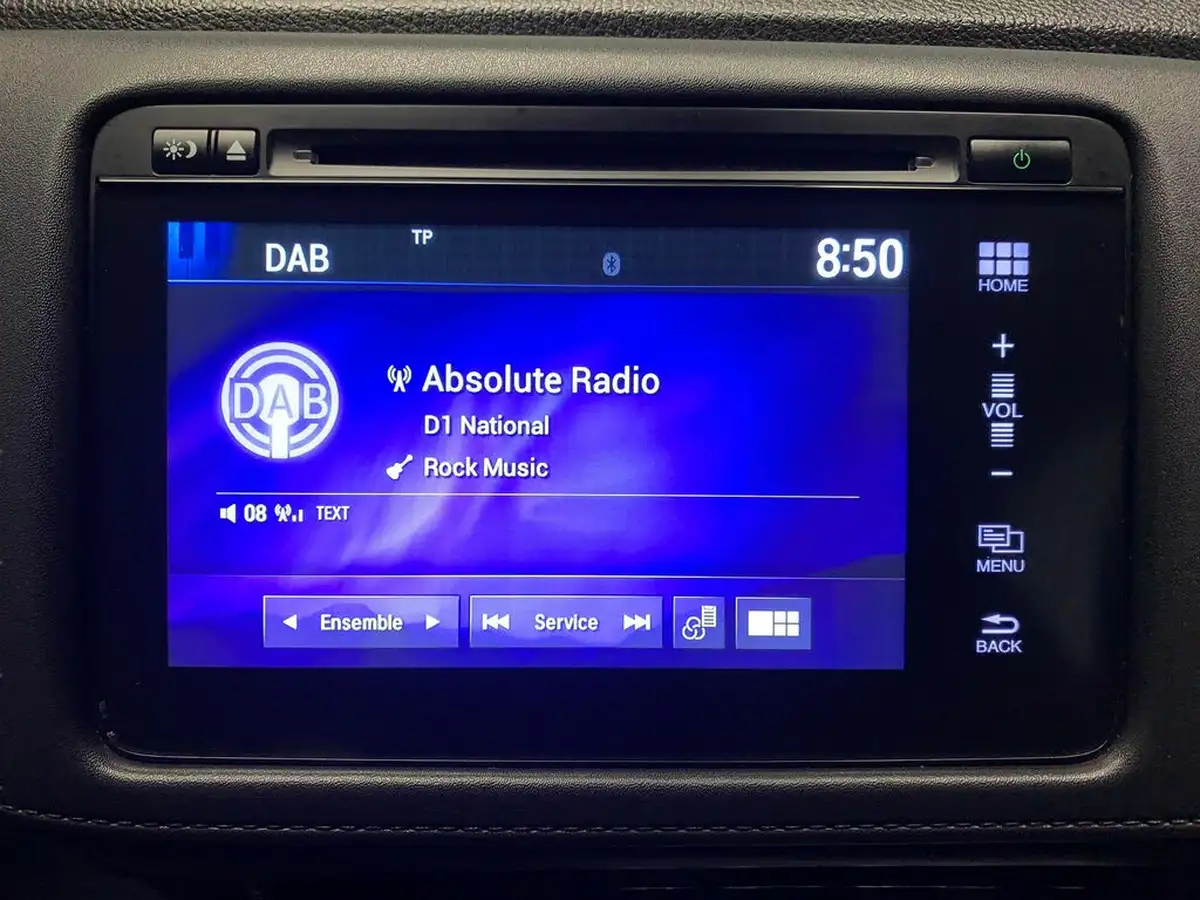 TP
DAB
8:50
HOME
DAB
Absolute Radio
D1 National
Rock Music
VOL
08
TEXT
MENU
Ensemble
Service
BACK